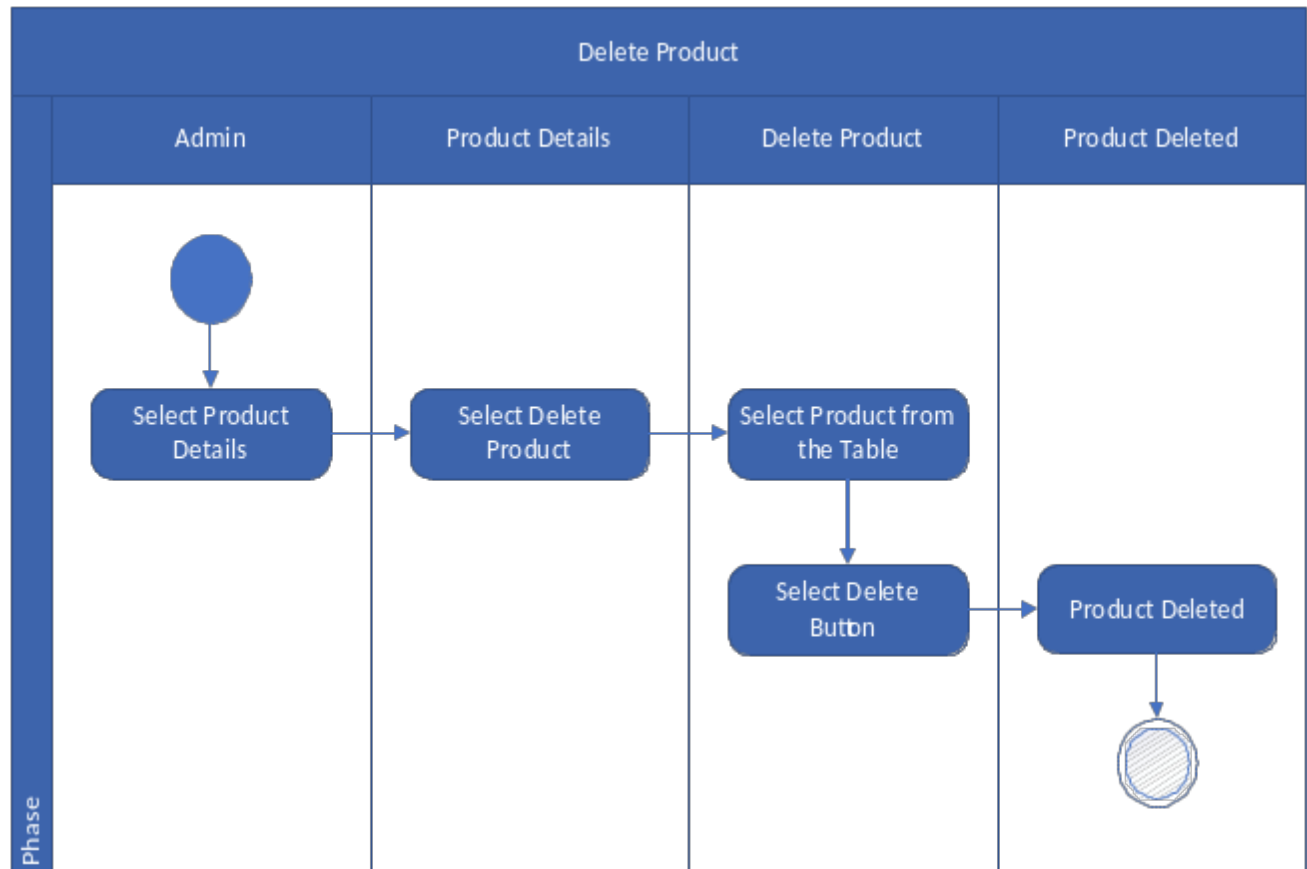 Delete Product
Admin
Product Details
Delete Product
Product Deleted
Select Product
Details
Select Delete
Product
Select Product from
the Table
Select Delete
Button
Product Deleted
Phase